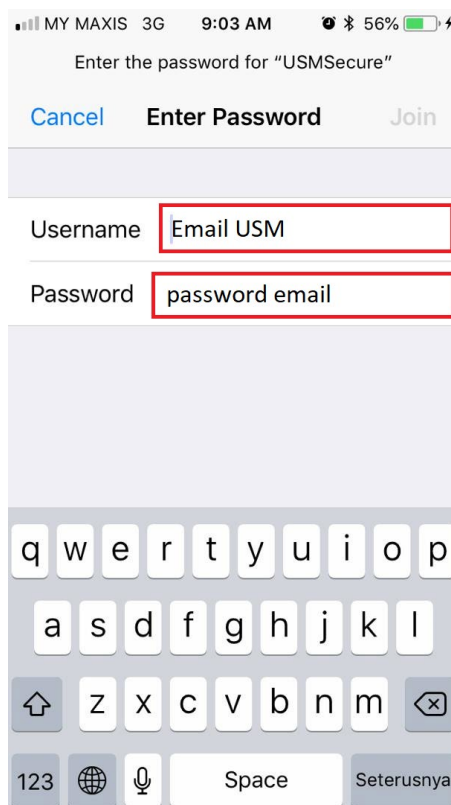 MY MAXIS 3G 9:03 AM 56%
Enter the password for “USMSecure”
Cancel Enter Password Join
Username Email USM
Password password email
q w e r t y u i o p
a s d f g h j k l
z x c v b n m
123 Space Seterusnya